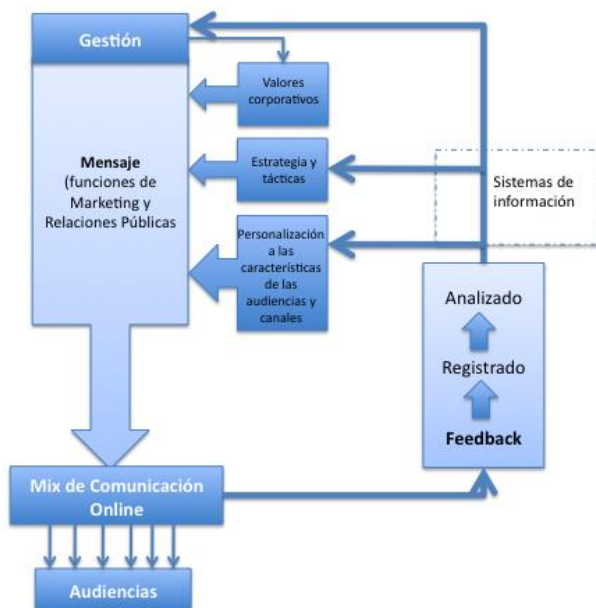 Gestión
Valores
corporativos
Mensaje
(funciones de
Marketing y
Relaciones Públicas
Estrategia y
tácticas
Personalización
a las
características
de las
audiencias y
canales
Sistemas de
información
Analizado
Registrado
Feedback
Mix de Comunicación
Online
Audiencias